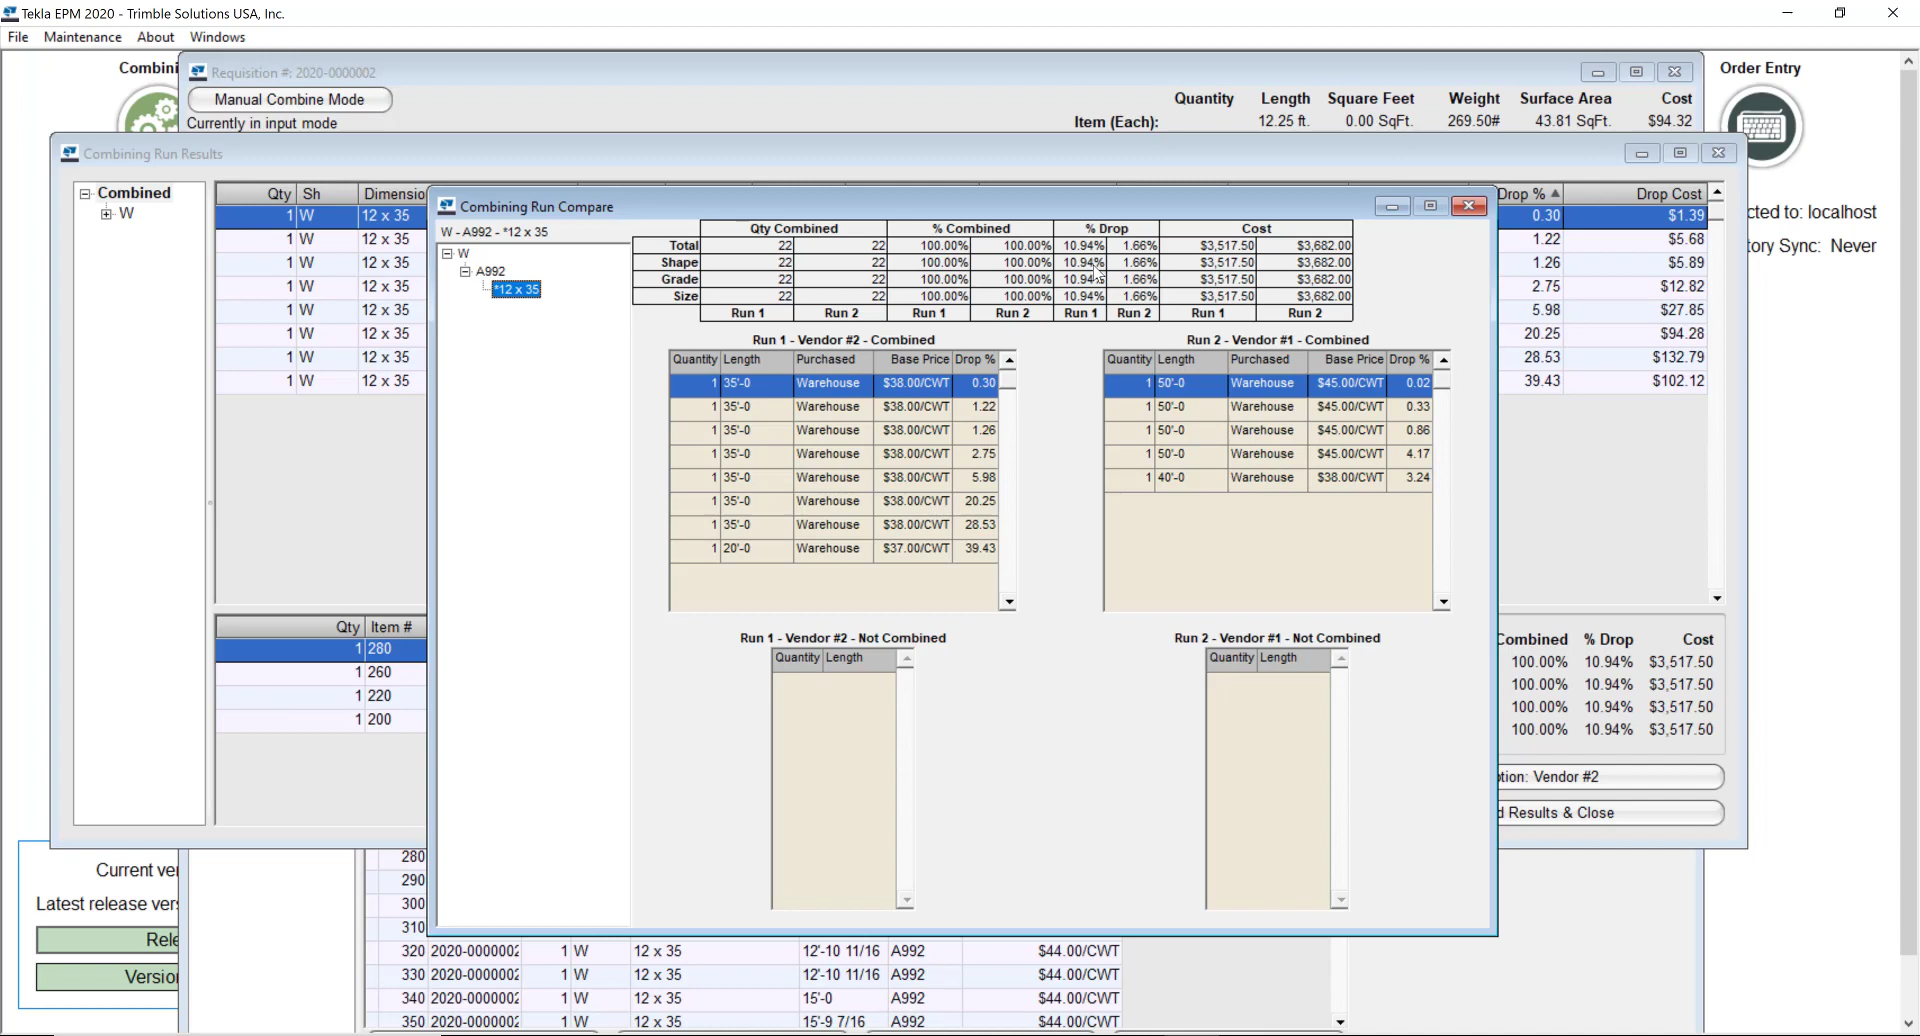 Tekla EPM 2020 - Trimble Solutions USA, Inc.
File Maintenance About Windows
Combini
Requisition #: 2020-0000002
Order Entry
Manual Combine Mode
Currently in input mode
Quantity Length Square Feet Weight Surface Area Cost
Item (Each): 12.25 ft. 0.00 SqFt. 269.50# 43.81 SqFt. $94.32
Combining Run Results
Combined
W
Qty Sh Dimensio
1 W 12 x 35
1 W 12 x 35
1 W 12 x 35
1 W 12 x 35
1 W 12 x 35
1 W 12 x 35
1 W 12 x 35
1 W 12 x 35
Drop % Drop Cost
0.30 $1.39
1.22 $5.68
1.26 $5.89
2.75 $12.82
5.98 $27.85
20.25 $94.28
28.53 $132.79
39.43 $102.12
cted to: localhost
tory Sync: Never
Combining Run Compare
W - A992 - *12 x 35
W
A992
*12 x 35
Qty Combined % Combined % Drop Cost
Total 22 22 100.00% 100.00% 10.94% 1.66% $3,517.50 $3,682.00
Shape 22 22 100.00% 100.00% 10.94% 1.66% $3,517.50 $3,682.00
Grade 22 22 100.00% 100.00% 10.94% 1.66% $3,517.50 $3,682.00
Size 22 22 100.00% 100.00% 10.94% 1.66% $3,517.50 $3,682.00
Run 1 Run 2 Run 1 Run 2 Run 1 Run 2 Run 1 Run 2
Run 1 - Vendor #2 - Combined
Quantity Length Purchased Base Price Drop %
1 35'-0 Warehouse $38.00/CWT 0.30
1 35'-0 Warehouse $38.00/CWT 1.22
1 35'-0 Warehouse $38.00/CWT 1.26
1 35'-0 Warehouse $38.00/CWT 2.75
1 35'-0 Warehouse $38.00/CWT 5.98
1 35'-0 Warehouse $38.00/CWT 20.25
1 35'-0 Warehouse $38.00/CWT 28.53
1 20'-0 Warehouse $37.00/CWT 39.43
Run 2 - Vendor #1 - Combined
Quantity Length Purchased Base Price Drop %
1 50'-0 Warehouse $45.00/CWT 0.02
1 50'-0 Warehouse $45.00/CWT 0.33
1 50'-0 Warehouse $45.00/CWT 0.86
1 50'-0 Warehouse $45.00/CWT 4.17
1 40'-0 Warehouse $38.00/CWT 3.24
Run 1 - Vendor #2 - Not Combined
Quantity Length
Run 2 - Vendor #1 - Not Combined
Quantity Length
Qty Item #
1 280
1 260
1 220
1 200
Combined % Drop Cost
100.00% 10.94% $3,517.50
100.00% 10.94% $3,517.50
100.00% 10.94% $3,517.50
100.00% 10.94% $3,517.50
tion: Vendor #2
d Results & Close
Current ver
Latest release vers
Rele
Version
280
290
300
310
320 2020-0000002 1 W 12 x 35 12'-10 11/16 A992 $44.00/CWT
330 2020-0000002 1 W 12 x 35 12'-10 11/16 A992 $44.00/CWT
340 2020-0000002 1 W 12 x 35 15'-0 A992 $44.00/CWT
350 2020-0000002 1 W 12 x 35 15'-9 7/16 A992 $44.00/CWT